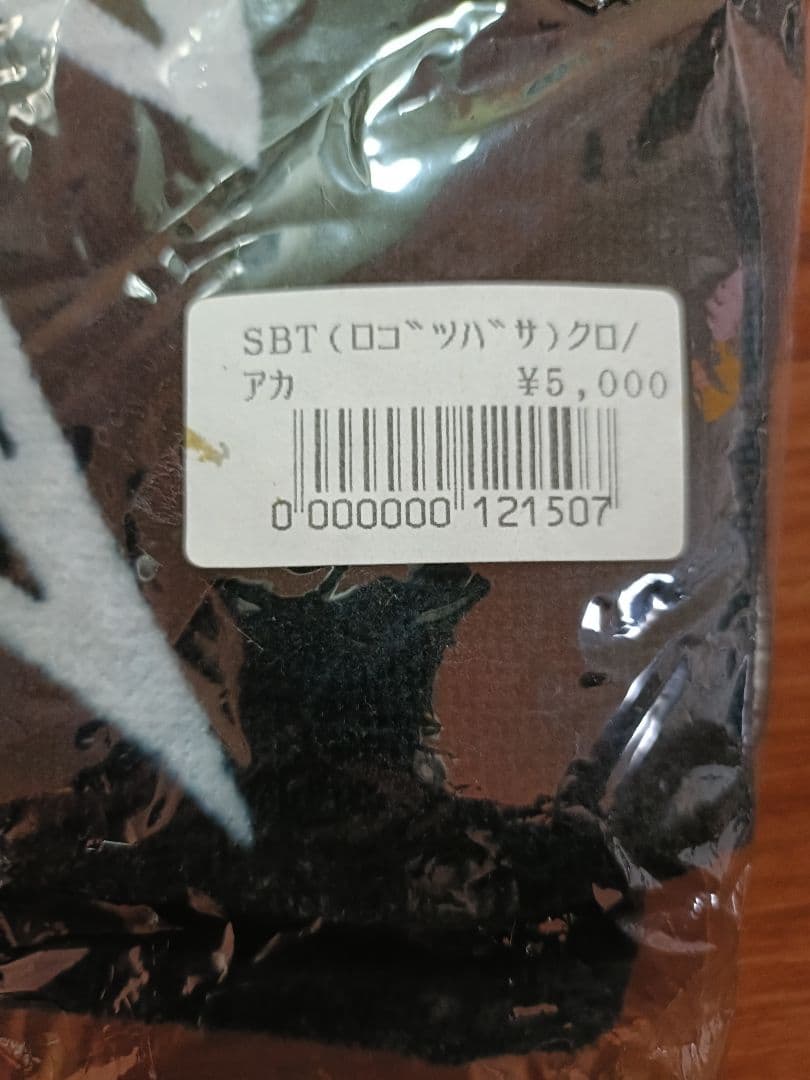 SBT(ﾛｺﾞﾂﾊﾞｻ)ｸﾛ/
ｱｶ ¥5,000
0 000000 121507